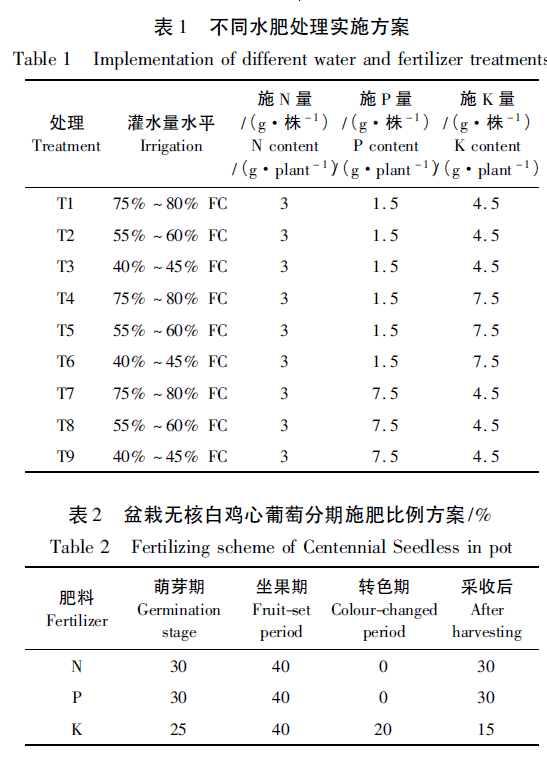 表1 不同水肥处理实施方案
Table 1 Implementation of different water and fertilizer treatments
处理 Treatment 灌水量水平 Irrigation 施N量 /(g·株⁻¹) N content /(g·plant⁻¹) 施P量 /(g·株⁻¹) P content /(g·plant⁻¹) 施K量 /(g·株⁻¹) K content /(g·plant⁻¹)
T1 75% ~80% FC 3 1.5 4.5
T2 55% ~60% FC 3 1.5 4.5
T3 40% ~45% FC 3 1.5 4.5
T4 75% ~80% FC 3 1.5 7.5
T5 55% ~60% FC 3 1.5 7.5
T6 40% ~45% FC 3 1.5 7.5
T7 75% ~80% FC 3 7.5 4.5
T8 55% ~60% FC 3 7.5 4.5
T9 40% ~45% FC 3 7.5 4.5
表2 盆栽无核白鸡心葡萄分期施肥比例方案/%
Table 2 Fertilizing scheme of Centennial Seedless in pot
肥料 Fertilizer 萌芽期 Germination stage 坐果期 Fruit-set period 转色期 Colour-changed period 采收后 After harvesting
N 30 40 0 30
P 30 40 0 30
K 25 40 20 15